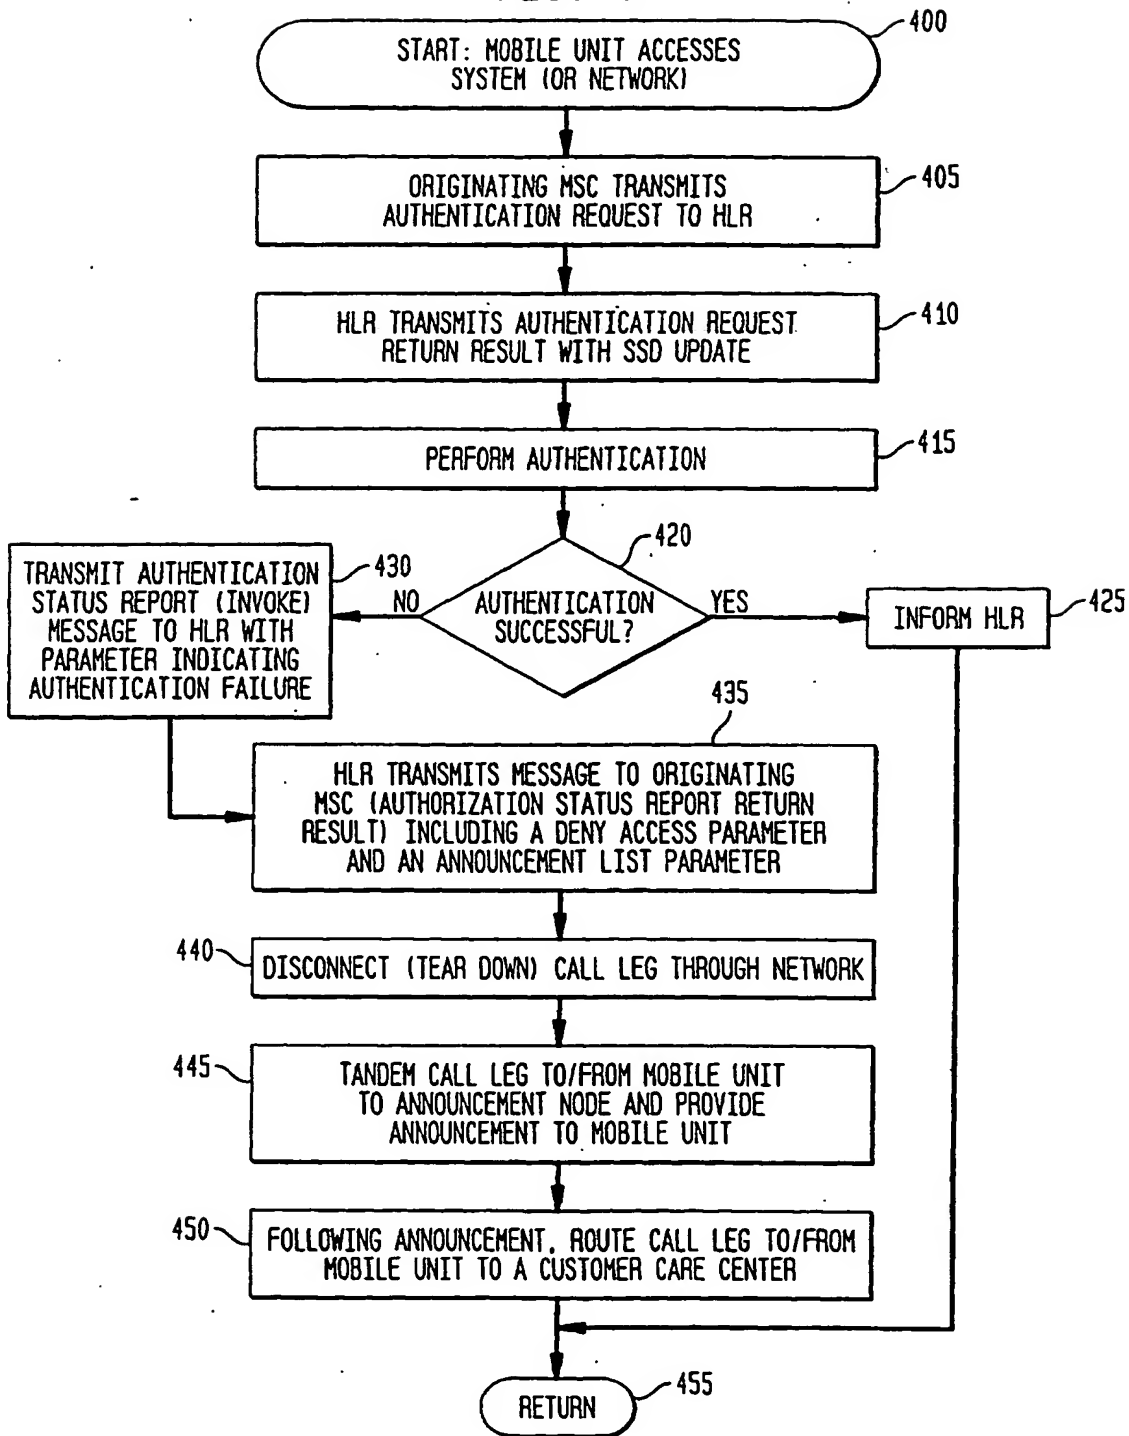 400
START: MOBILE UNIT ACCESSES
SYSTEM (OR NETWORK)
405
ORIGINATING MSC TRANSMITS
AUTHENTICATION REQUEST TO HLR
410
HLR TRANSMITS AUTHENTICATION REQUEST
RETURN RESULT WITH SSD UPDATE
415
PERFORM AUTHENTICATION
420
AUTHENTICATION
SUCCESSFUL?
NO
YES
430
TRANSMIT AUTHENTICATION
STATUS REPORT (INVOKE)
MESSAGE TO HLR WITH
PARAMETER INDICATING
AUTHENTICATION FAILURE
INFORM HLR
425
435
HLR TRANSMITS MESSAGE TO ORIGINATING
MSC (AUTHORIZATION STATUS REPORT RETURN
RESULT) INCLUDING A DENY ACCESS PARAMETER
AND AN ANNOUNCEMENT LIST PARAMETER
440
DISCONNECT (TEAR DOWN) CALL LEG THROUGH NETWORK
445
TANDEM CALL LEG TO/FROM MOBILE UNIT
TO ANNOUNCEMENT NODE AND PROVIDE
ANNOUNCEMENT TO MOBILE UNIT
450
FOLLOWING ANNOUNCEMENT, ROUTE CALL LEG TO/FROM
MOBILE UNIT TO A CUSTOMER CARE CENTER
RETURN
455